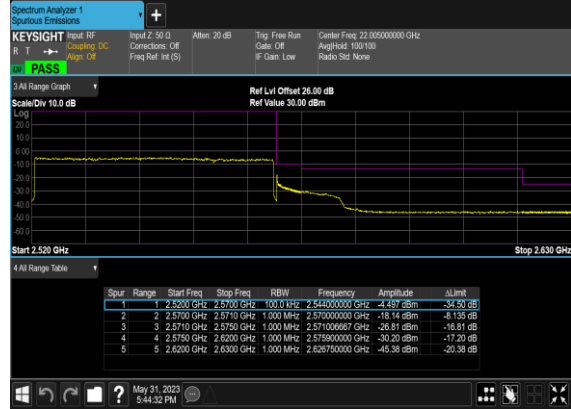 Spectrum Analyzer 1
Spurious Emissions
KEYSIGHT Input: RF Input Z: 50 Ω Atten: 20 dB Trig: Free Run Center Freq: 22.005000000 GHz
R T Coupling: DC Corrections: Off Gate: Off Avg|Hold: 100/100
Align: Off Freq Ref: Int (S) IF Gain: Low Radio Std: None
PASS
3 All Range Graph
Ref Lvl Offset 26.00 dB
Scale/Div 10.0 dB Ref Value 30.00 dBm
Log
20.0
10.0
0.00
-10.0
-20.0
-30.0
-40.0
-50.0
-60.0
Start 2.520 GHz Stop 2.630 GHz
4 All Range Table
Spur Range Start Freq Stop Freq RBW Frequency Amplitude ΔLimit
1 1 2.5200 GHz 2.5700 GHz 100.0 kHz 2.544000000 GHz -4.497 dBm -34.50 dB
2 2 2.5700 GHz 2.5710 GHz 1.000 MHz 2.570000000 GHz -18.14 dBm -8.135 dB
3 3 2.5710 GHz 2.5750 GHz 1.000 MHz 2.571006667 GHz -26.81 dBm -16.81 dB
4 4 2.5750 GHz 2.6200 GHz 1.000 MHz 2.575900000 GHz -30.20 dBm -17.20 dB
5 5 2.6200 GHz 2.6300 GHz 1.000 MHz 2.626750000 GHz -45.38 dBm -20.38 dB
? May 31, 2023
5:44:32 PM